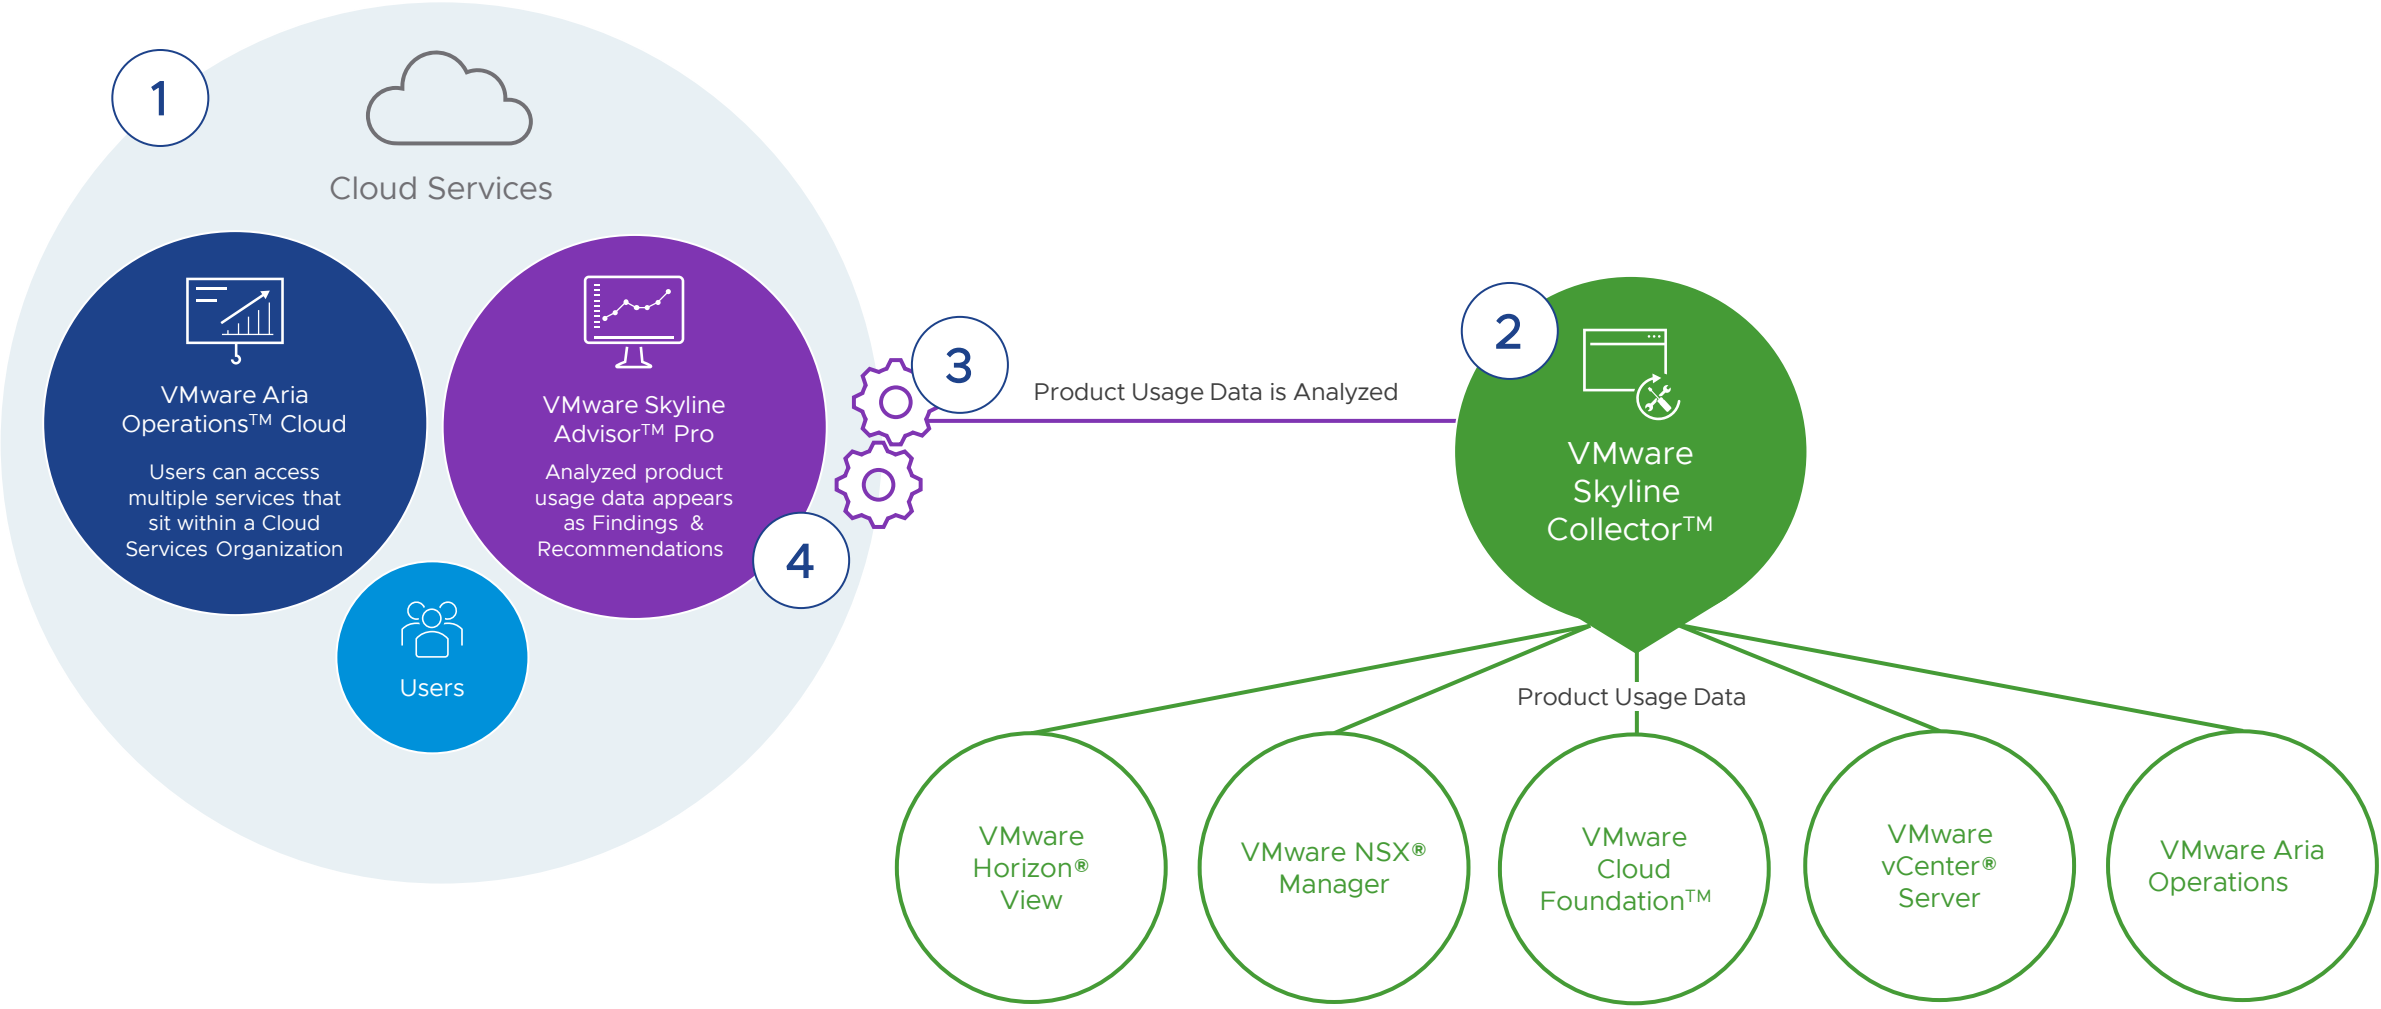 1
Cloud Services
VMware Aria
Operations™ Cloud
Users can access
multiple services that
sit within a Cloud
Services Organization
VMware Skyline
Advisor™ Pro
Analyzed product
usage data appears
as Findings &
Recommendations
4
Users
3
Product Usage Data is Analyzed
2
VMware
Skyline
Collector™
Product Usage Data
VMware
Horizon®
View
VMware NSX®
Manager
VMware
Cloud
Foundation™
VMware
vCenter®
Server
VMware Aria
Operations